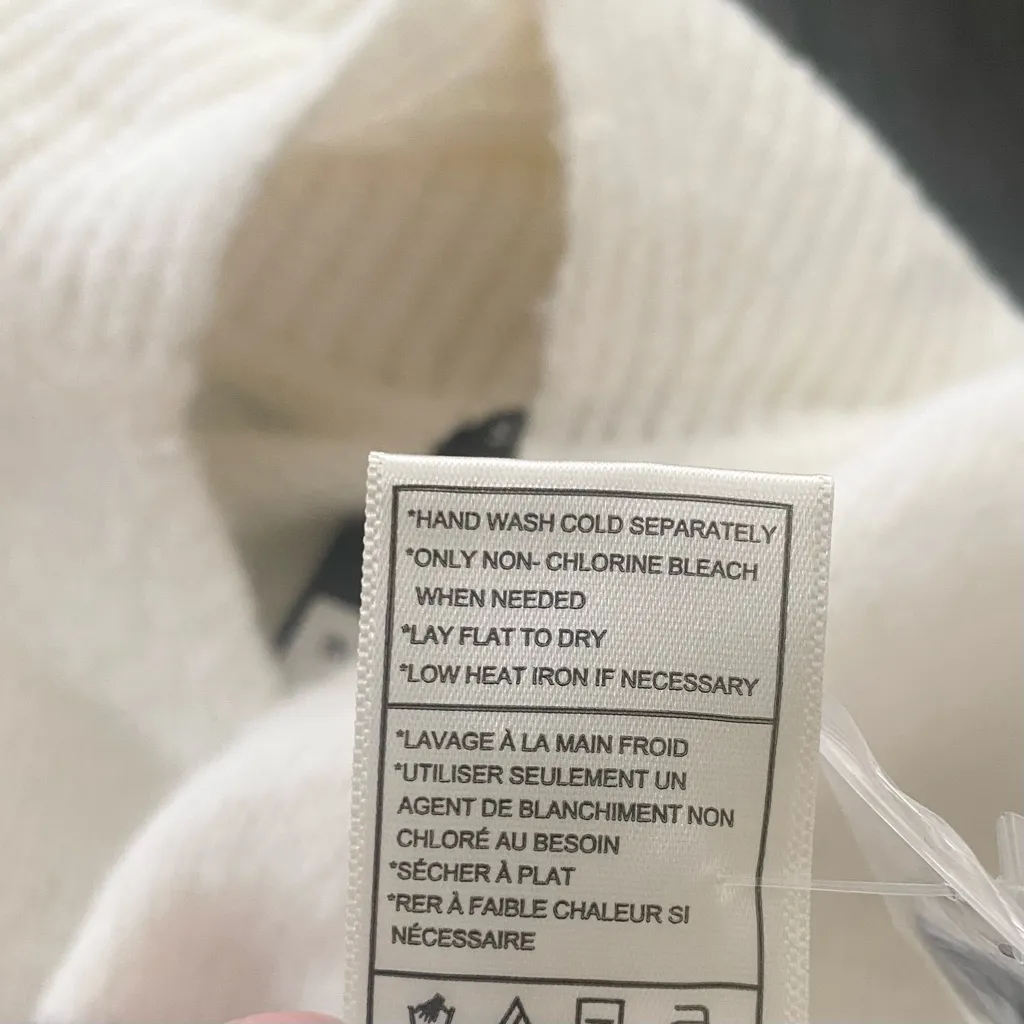 *HAND WASH COLD SEPARATELY
*ONLY NON- CHLORINE BLEACH
WHEN NEEDED
*LAY FLAT TO DRY
*LOW HEAT IRON IF NECESSARY
*LAVAGE À LA MAIN FROID
*UTILISER SEULEMENT UN
AGENT DE BLANCHIMENT NON
CHLORÉ AU BESOIN
*SÉCHER À PLAT
*RER À FAIBLE CHALEUR SI
NÉCESSAIRE